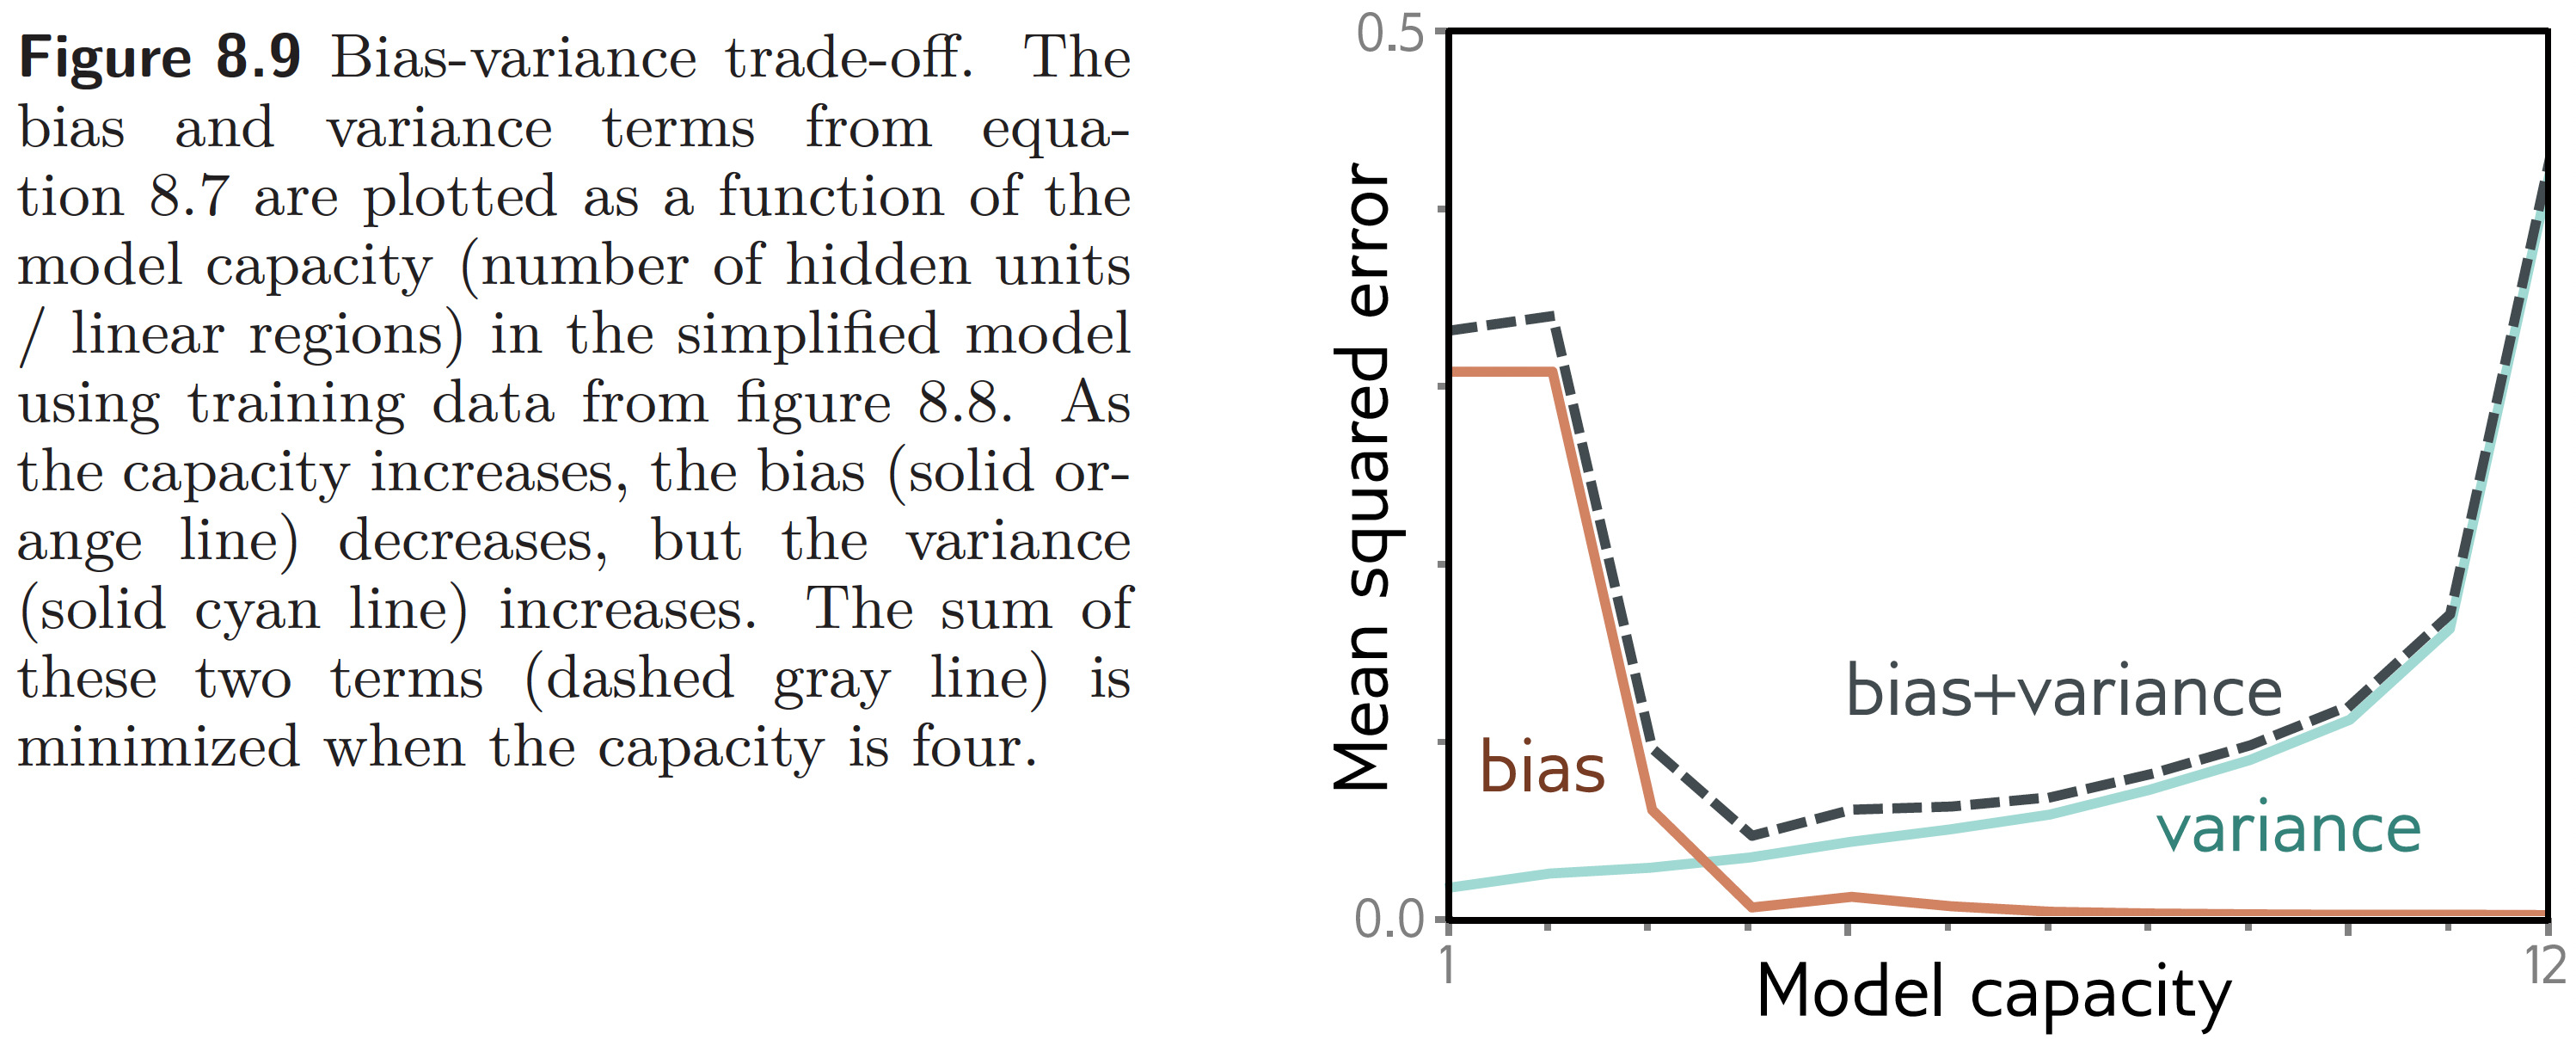 Figure 8.9 Bias-variance trade-off. The
bias and variance terms from equa-
tion 8.7 are plotted as a function of the
model capacity (number of hidden units
/ linear regions) in the simplified model
using training data from figure 8.8. As
the capacity increases, the bias (solid or-
ange line) decreases, but the variance
(solid cyan line) increases. The sum of
these two terms (dashed gray line) is
minimized when the capacity is four.
0.5
Mean squared error
bias+variance
bias
variance
0.0
1
12
Model capacity